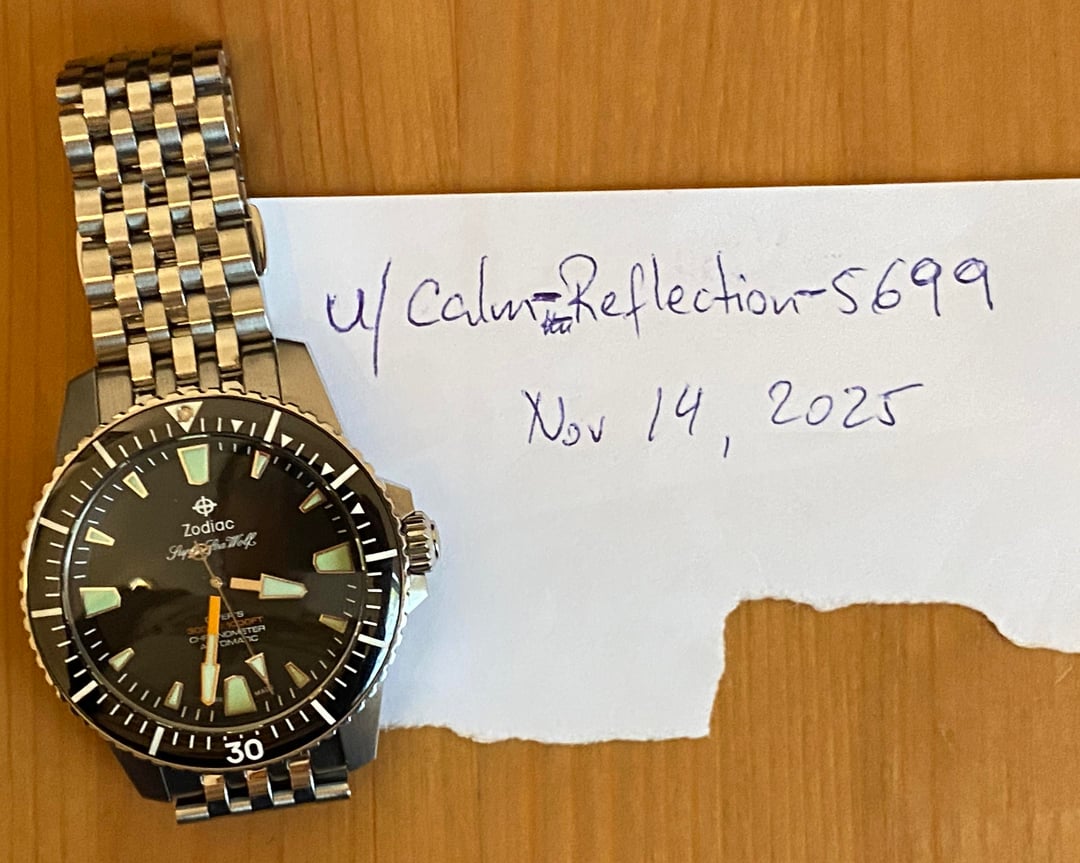 u/Calm-Reflection-5699
Nov 14, 2025
Zodiac
Super Sea Wolf
CHRONOMETER
AUTOMATIC
30